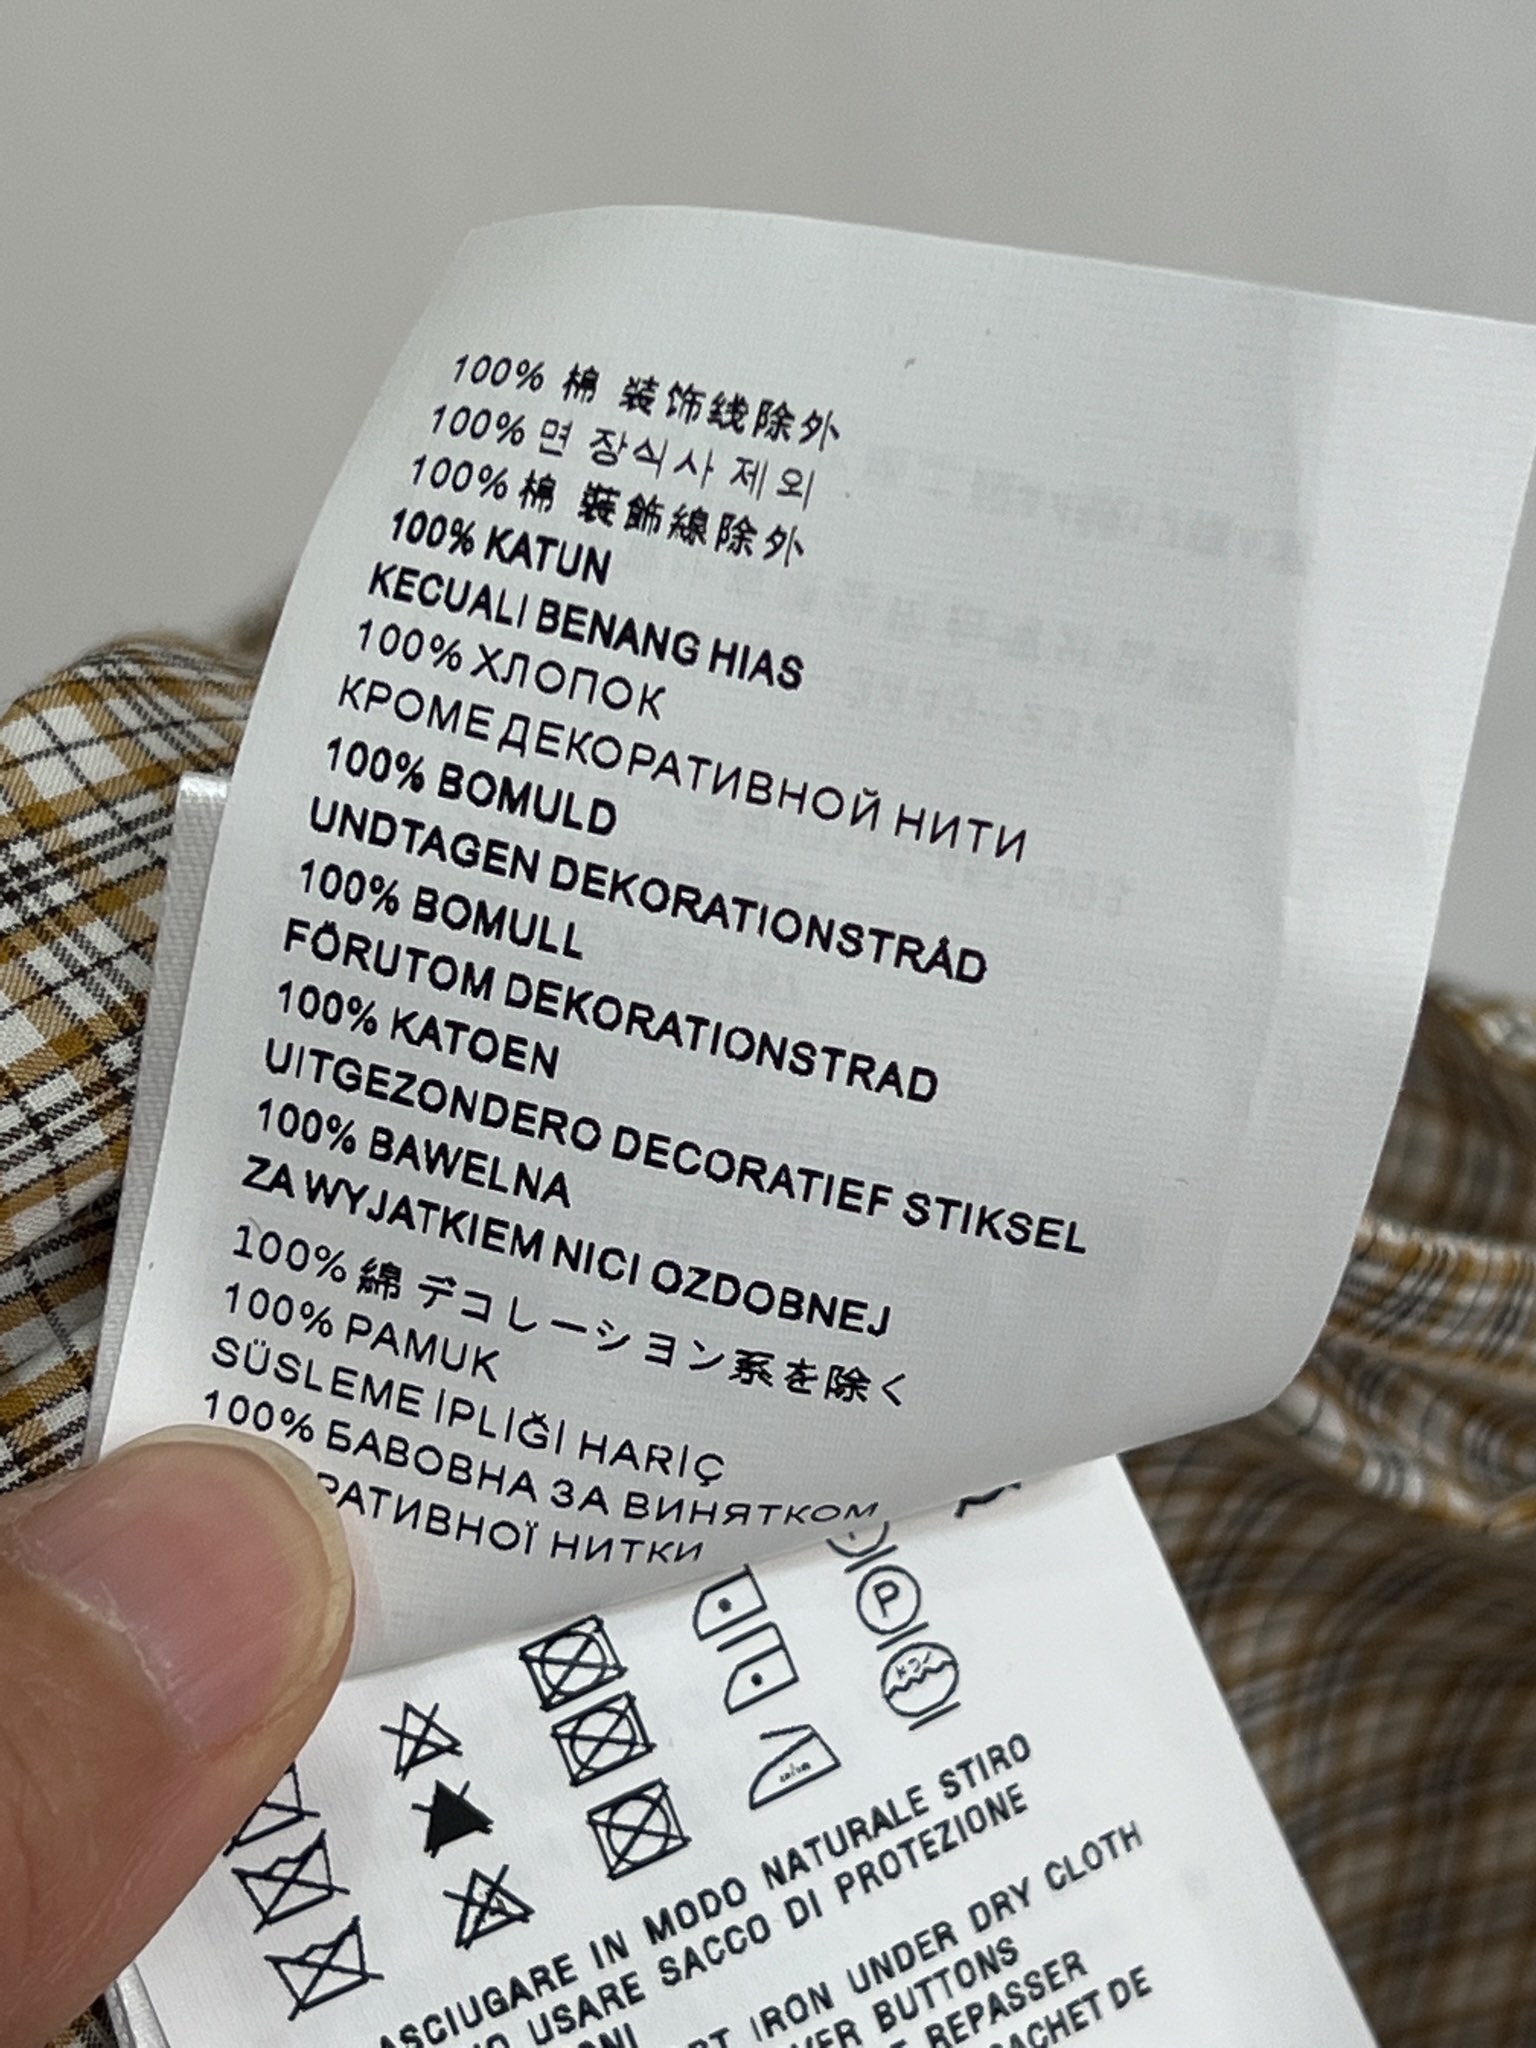 100% 棉 装饰线除外
100% 면 장식사 제외
100% 棉 裝飾線除外
100% KATUN
KECUALI BENANG HIAS
100% ХЛОПОК
КРОМЕ ДЕКОРАТИВНОЙ НИТИ
100% BOMULD
UNDTAGEN DEKORATIONSTRÅD
100% BOMULL
FÖRUTOM DEKORATIONSTRAD
100% KATOEN
UITGEZONDERO DECORATIEF STIKSEL
100% BAWELNA
ZA WYJATKIEM NICI OZDOBNEJ
100% 綿 デコレーション系を除く
100% PAMUK
SÜSLEME İPLİĞİ HARİÇ
100% БАВОВНА ЗА ВИНЯТКОМ
РАТИВНОЇ НИТКИ
P
ASCIUGARE IN MODO NATURALE STIRO
USARE SACCO DI PROTEZIONE
IRON UNDER DRY CLOTH
VER BUTTONS
REPASSER
SACHET DE